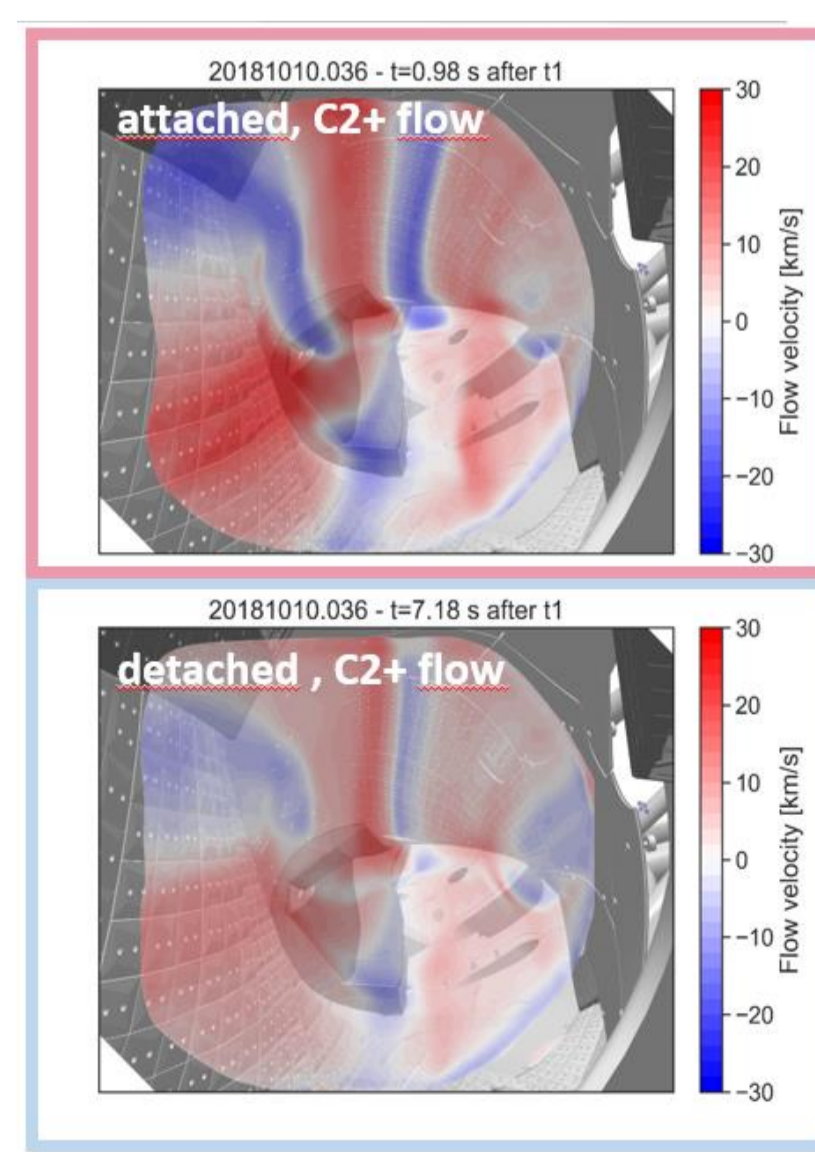 20181010.036 - t=0.98 s after t1
attached, C2+ flow
30
20
10
0
−10
−20
−30
Flow velocity [km/s]
20181010.036 - t=7.18 s after t1
detached , C2+ flow
30
20
10
0
−10
−20
−30
Flow velocity [km/s]